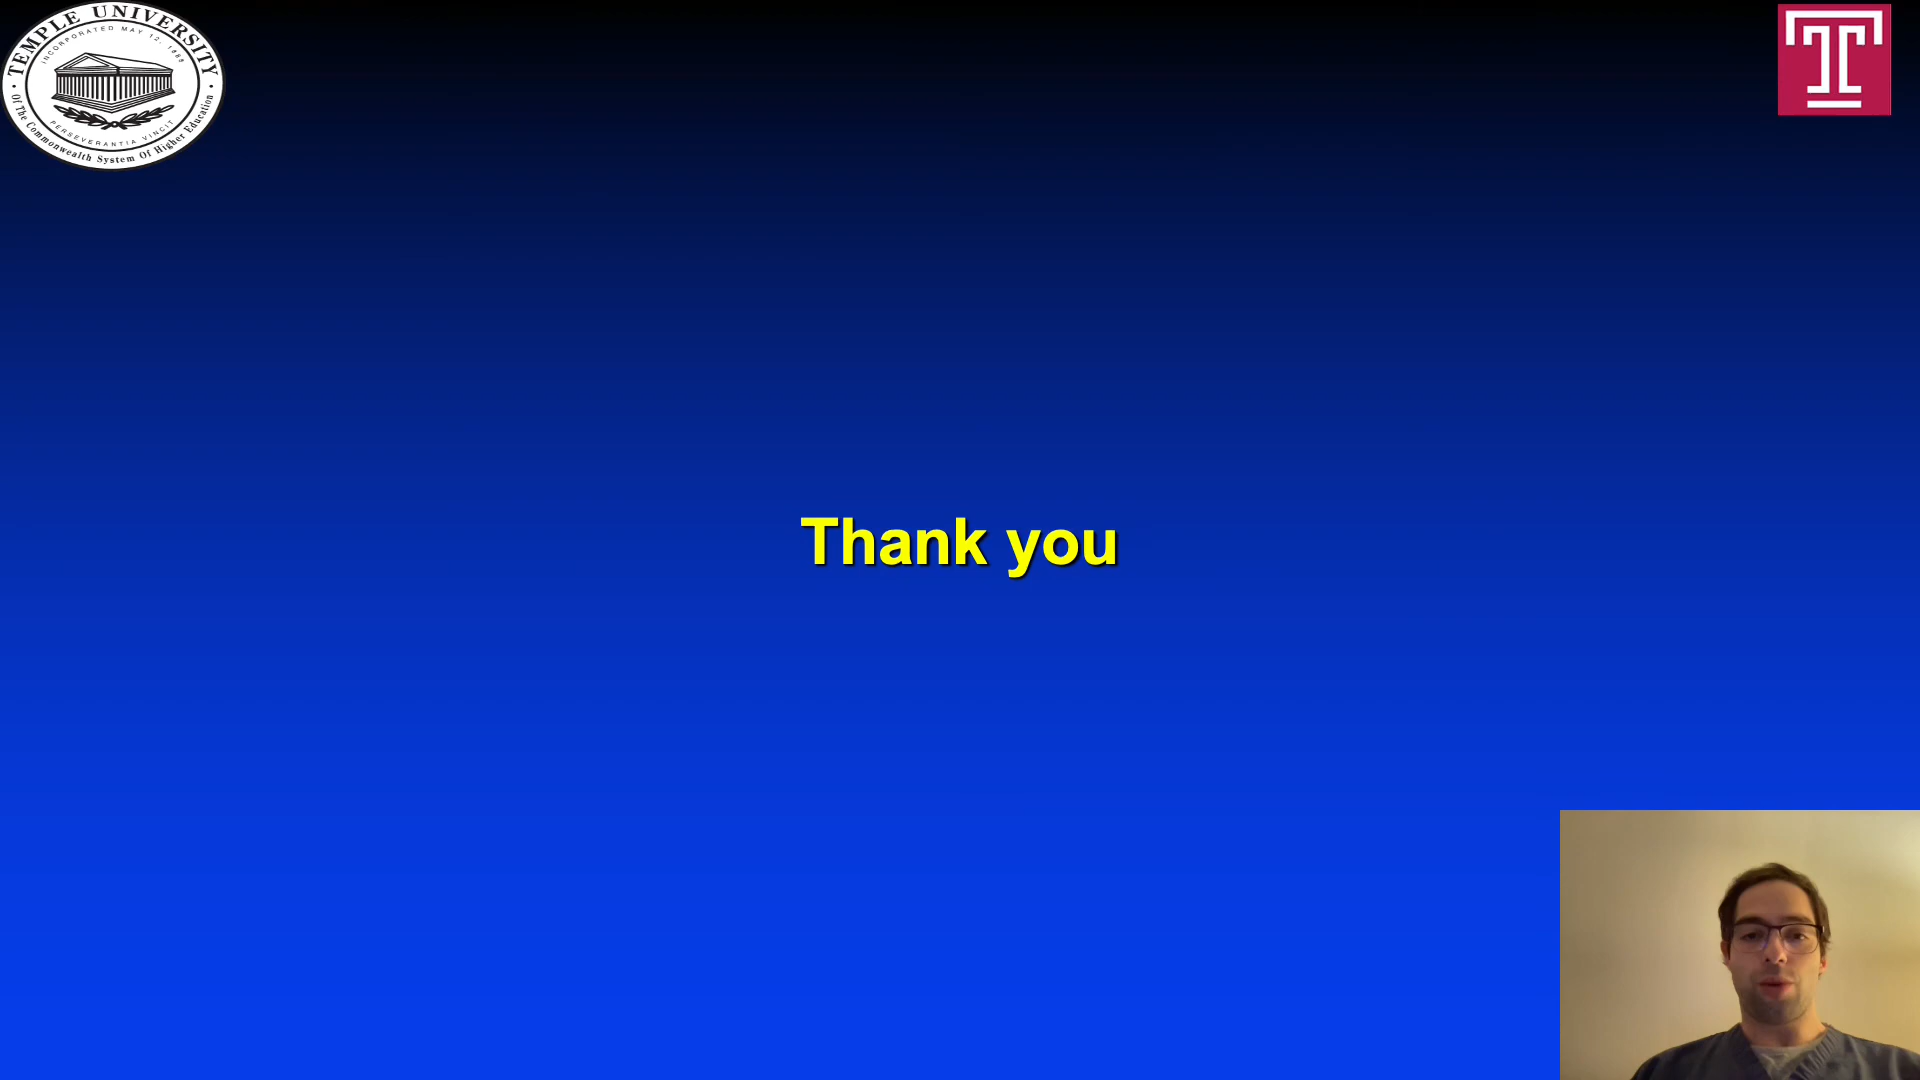 TEMPLE UNIVERSITY
INCORPORATED MAY 12, 1888
PERSEVERANTIA VINCIT
Of The Commonwealth System Of Higher Education
T
Thank you